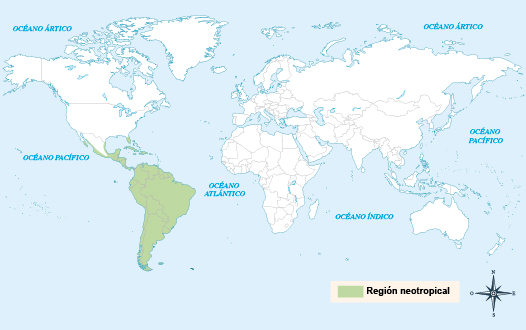 OCÉANO ÁRTICO
OCÉANO ÁRTICO
OCÉANO PACÍFICO
OCÉANO
PACÍFICO
OCÉANO
ATLÁNTICO
OCÉANO ÍNDICO
Región neotropical
N
O
E
S